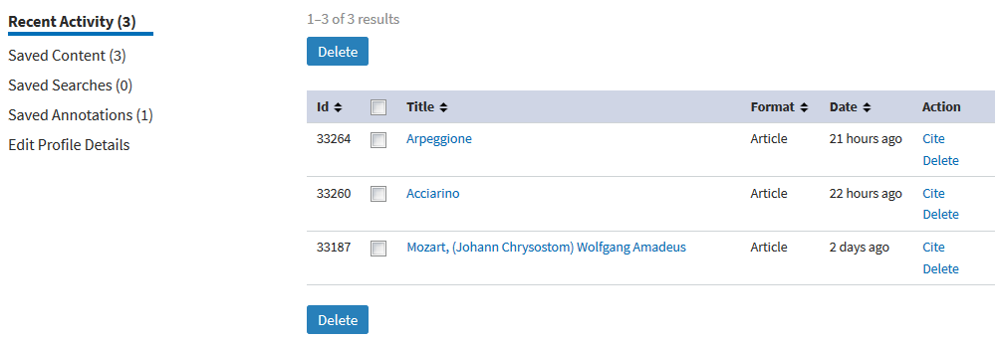 Recent Activity (3)
Saved Content (3)
Saved Searches (0)
Saved Annotations (1)
Edit Profile Details
1–3 of 3 results
Delete
Id Title Format Date Action
33264 Arpeggione Article 21 hours ago Cite
Delete
33260 Acciarino Article 22 hours ago Cite
Delete
33187 Mozart, (Johann Chrysostom) Wolfgang Amadeus Article 2 days ago Cite
Delete
Delete